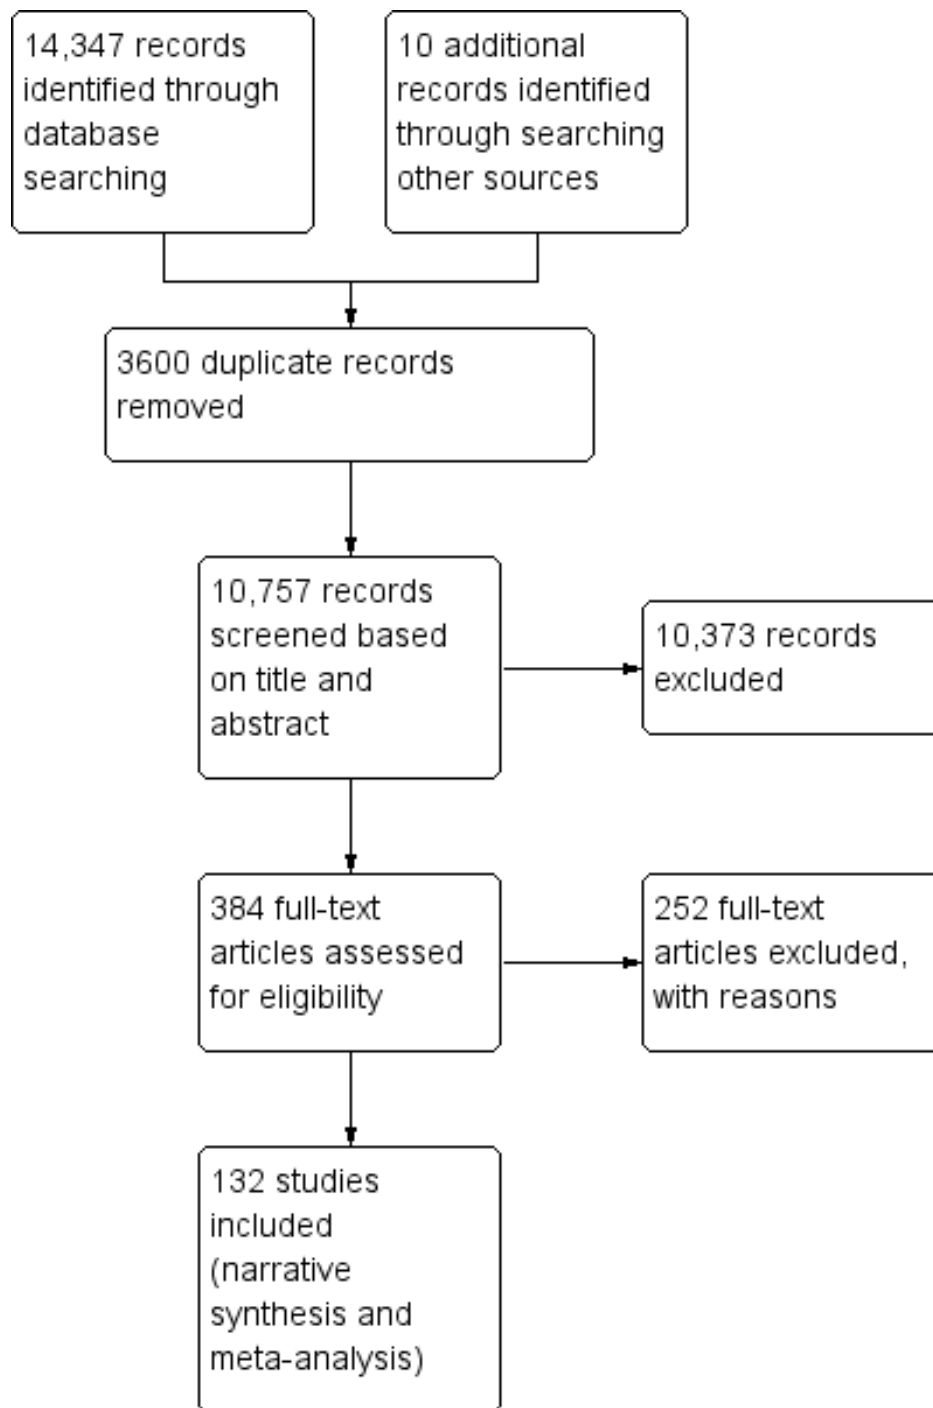 14,347 records
identified through
database
searching
10 additional
records identified
through searching
other sources
3600 duplicate records
removed
10,757 records
screened based
on title and
abstract
10,373 records
excluded
384 full-text
articles assessed
for eligibility
252 full-text
articles excluded,
with reasons
132 studies
included
(narrative
synthesis and
meta-analysis)